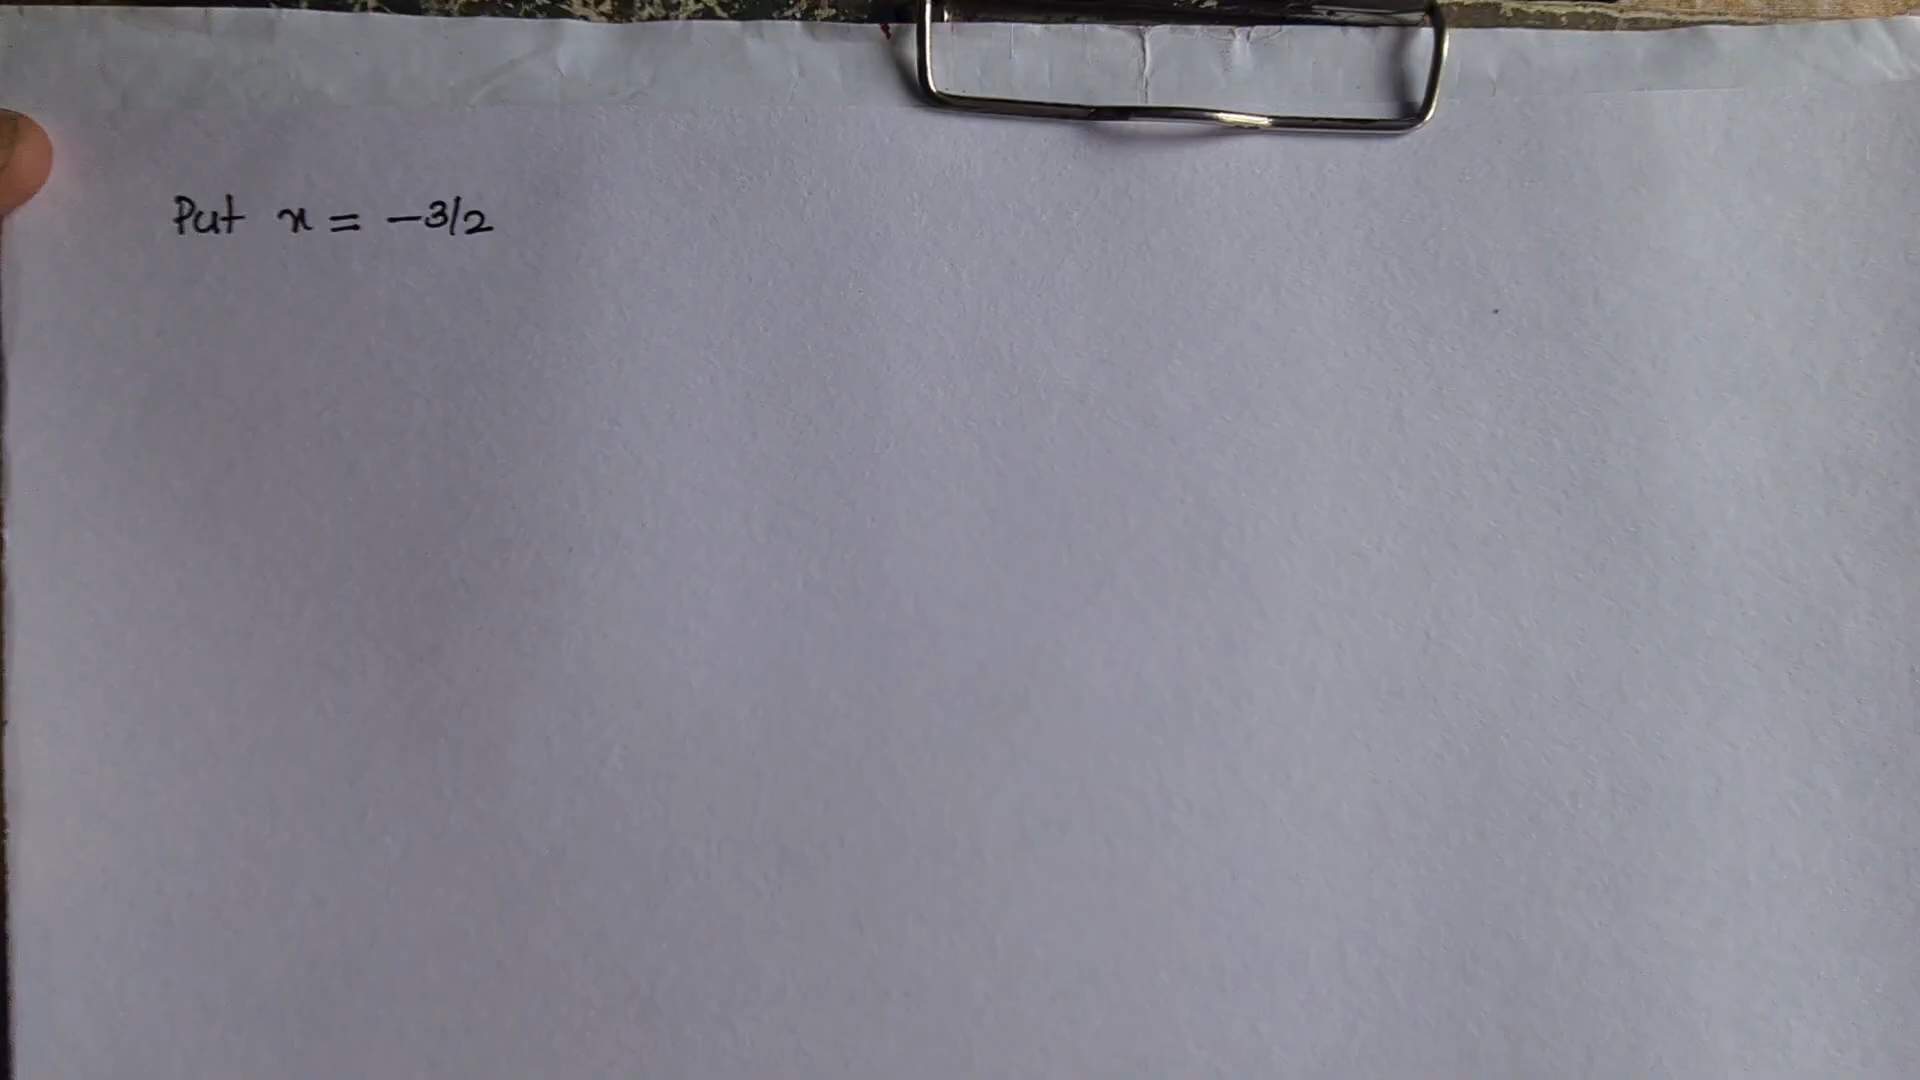 Put x = -3/2